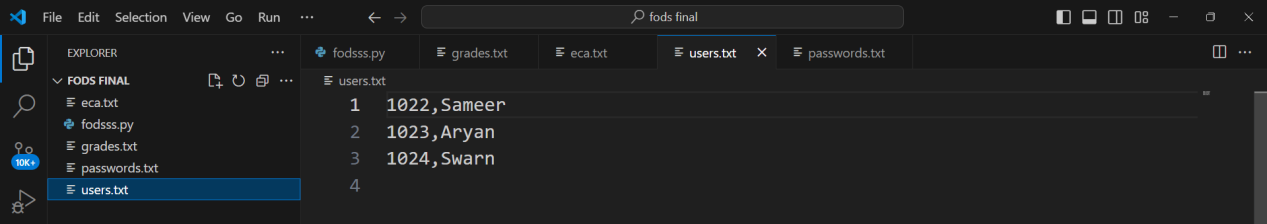 File Edit Selection View Go Run ···
fods final
EXPLORER ···
fodsss.py grades.txt eca.txt users.txt passwords.txt ···
FODS FINAL ···
users.txt
eca.txt
fodsss.py
grades.txt
passwords.txt
users.txt
10K+
1 1022,Sameer
2 1023,Aryan
3 1024,Swarn
4